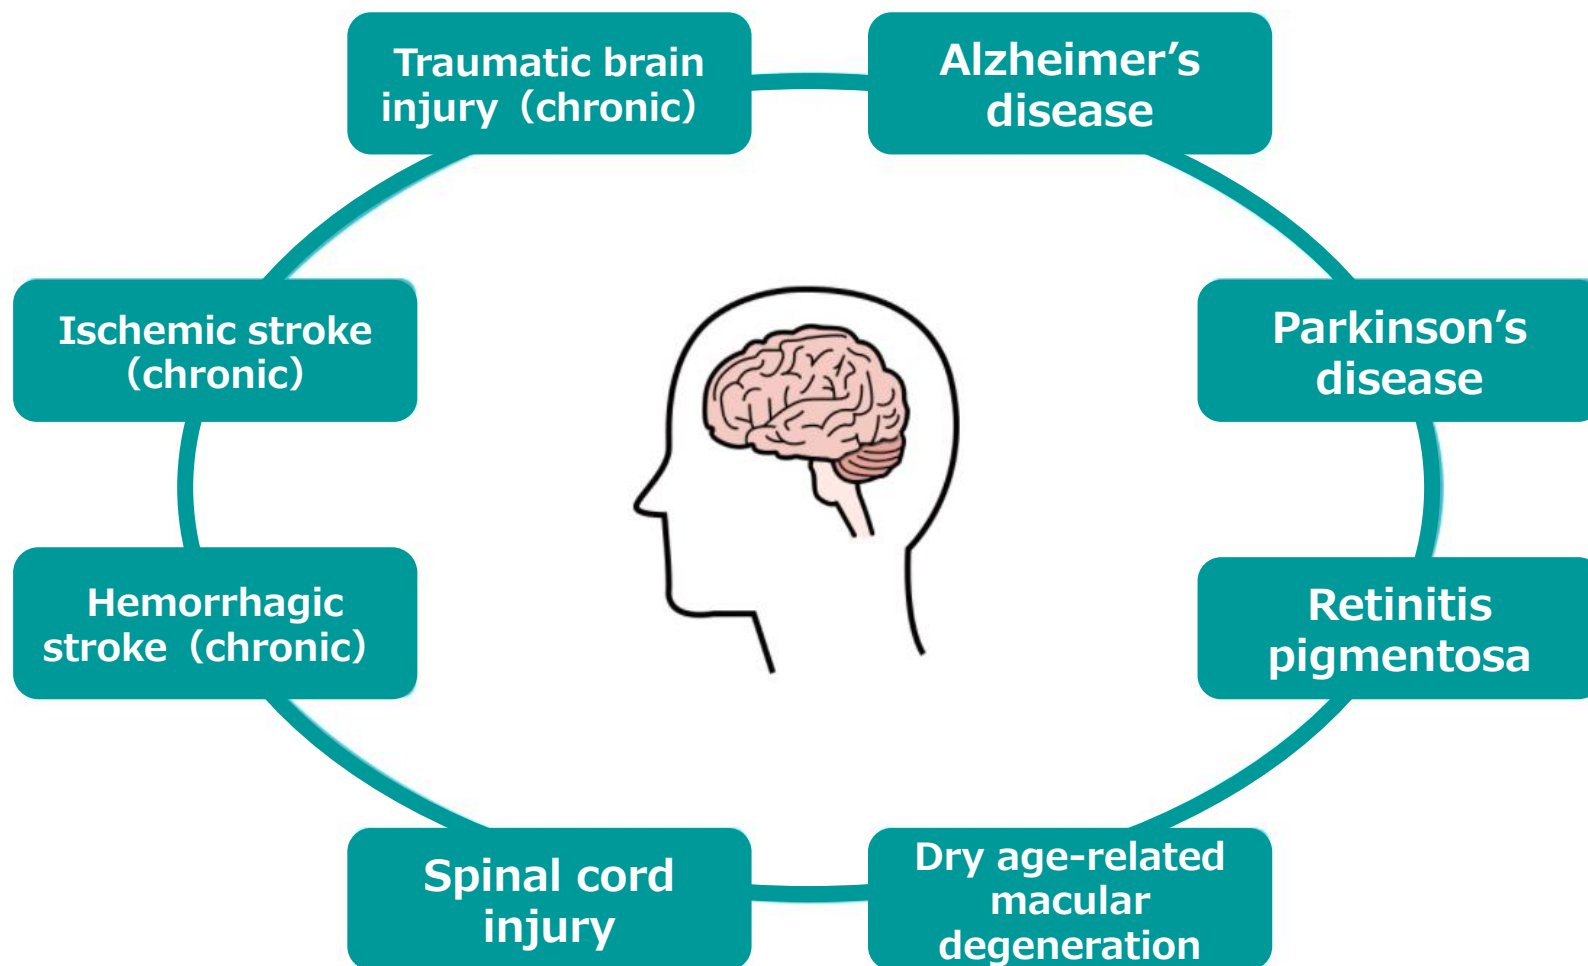 Traumatic brain
injury（chronic）
Alzheimer’s
disease
Ischemic stroke
（chronic）
Parkinson’s
disease
Hemorrhagic
stroke（chronic）
Retinitis
pigmentosa
Spinal cord
injury
Dry age-related
macular
degeneration